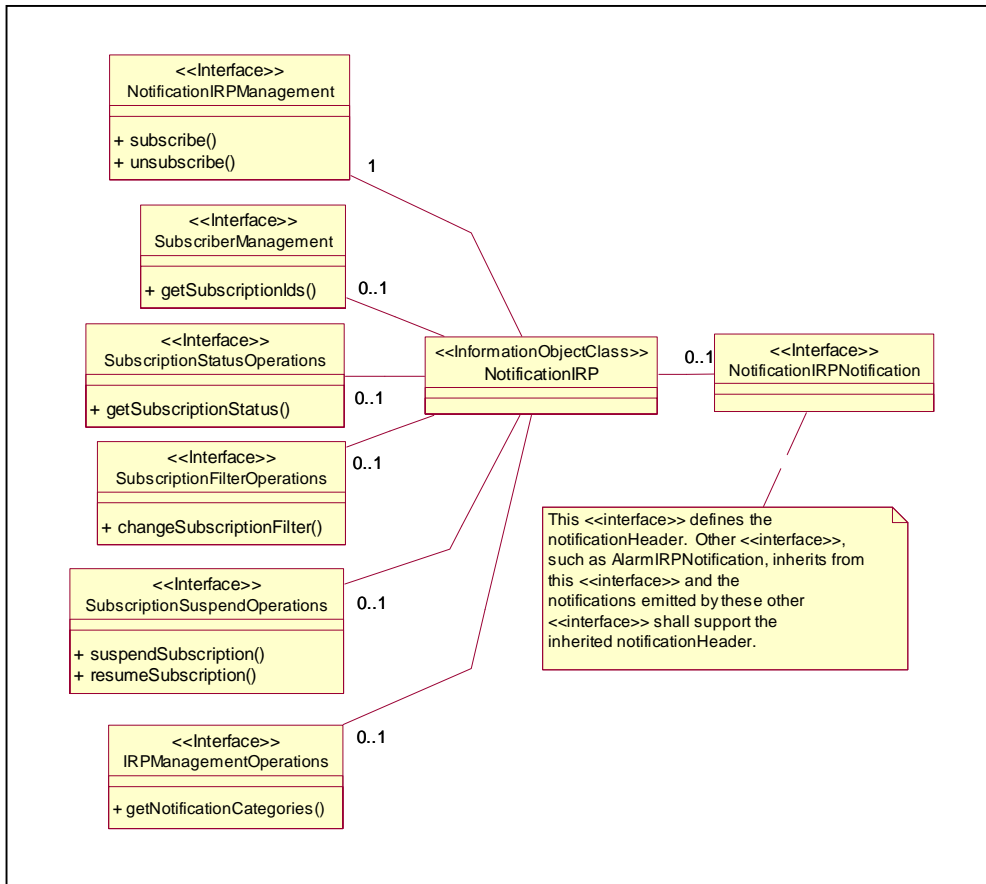 <<Interface>>
NotificationIRPManagement
+ subscribe()
+ unsubscribe()
1
<<Interface>>
SubscriberManagement
+ getSubscriptionIds()
0..1
<<Interface>>
SubscriptionStatusOperations
+ getSubscriptionStatus()
0..1
<<InformationObjectClass>>
NotificationIRP
0..1
<<Interface>>
NotificationIRPNotification
<<Interface>>
SubscriptionFilterOperations
+ changeSubscriptionFilter()
0..1
This <<interface>> defines the
notificationHeader. Other <<interface>>,
such as AlarmIRPNotification, inherits from
this <<interface>> and the
notifications emitted by these other
<<interface>> shall support the
inherited notificationHeader.
<<Interface>>
SubscriptionSuspendOperations
+ suspendSubscription()
+ resumeSubscription()
0..1
<<Interface>>
IRPManagementOperations
+ getNotificationCategories()
0..1